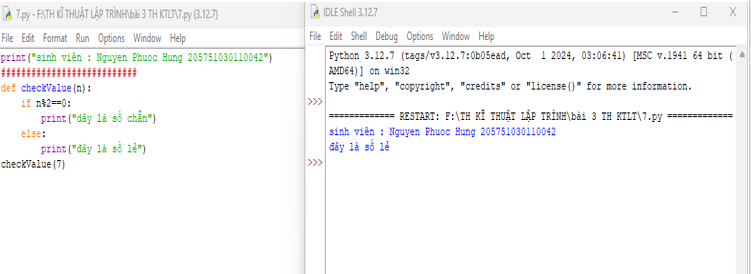 7.py - F:\TH KĨ THUẬT LẬP TRÌNH\bài 3 TH KTLT\7.py (3.12.7)
File Edit Format Run Options Window Help
print("sinh viên : Nguyen Phuoc Hung 205751030110042")
##########################
def checkValue(n):
    if n%2==0:
        print("đây là số chẵn")
    else:
        print("đây là số lẻ")
checkValue(7)
IDLE Shell 3.12.7
File Edit Shell Debug Options Window Help
Python 3.12.7 (tags/v3.12.7:0b05ead, Oct 1 2024, 03:06:41) [MSC v.1941 64 bit (
AMD64)] on win32
Type "help", "copyright", "credits" or "license()" for more information.
>>>
============= RESTART: F:\TH KĨ THUẬT LẬP TRÌNH\bài 3 TH KTLT\7.py =============
sinh viên : Nguyen Phuoc Hung 205751030110042
đây là số lẻ
>>>